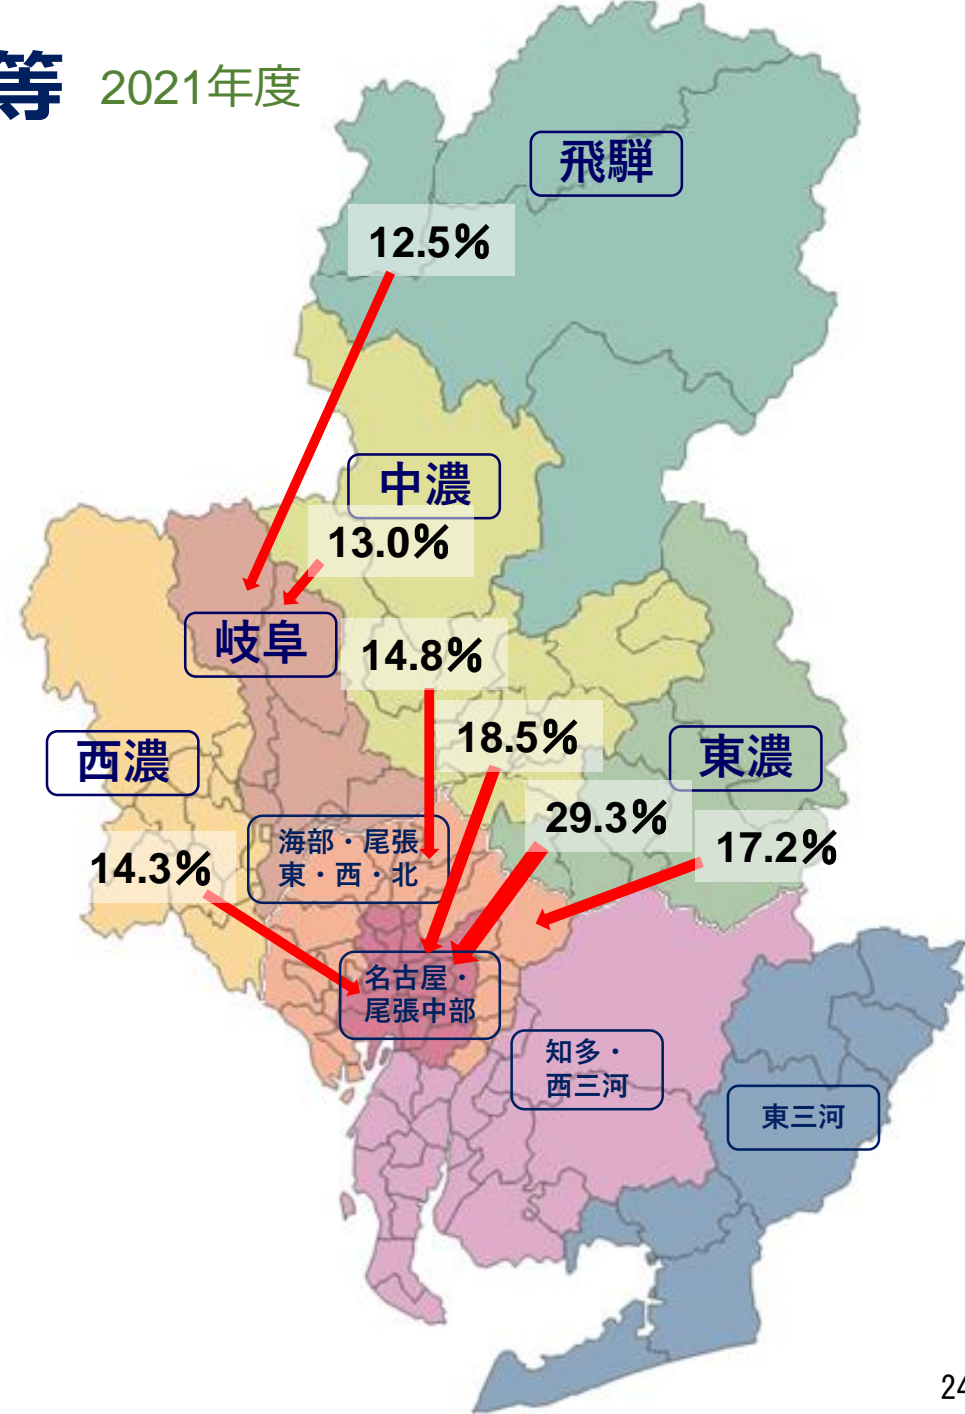 等 2021年度
飛騨
12.5%
中濃
13.0%
岐阜
14.8%
18.5%
西濃
東濃
29.3%
海部・尾張
東・西・北
17.2%
14.3%
名古屋・
尾張中部
知多・
西三河
東三河
24